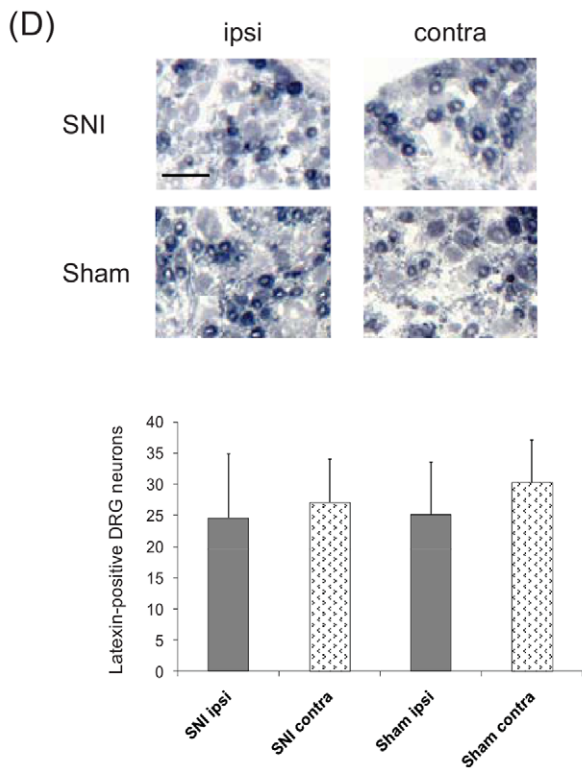 (D)
ipsi contra
SNI
Sham
Latexin-positive DRG neurons
40
35
30
25
20
15
10
5
0
SNI ipsi
SNI contra
Sham ipsi
Sham contra